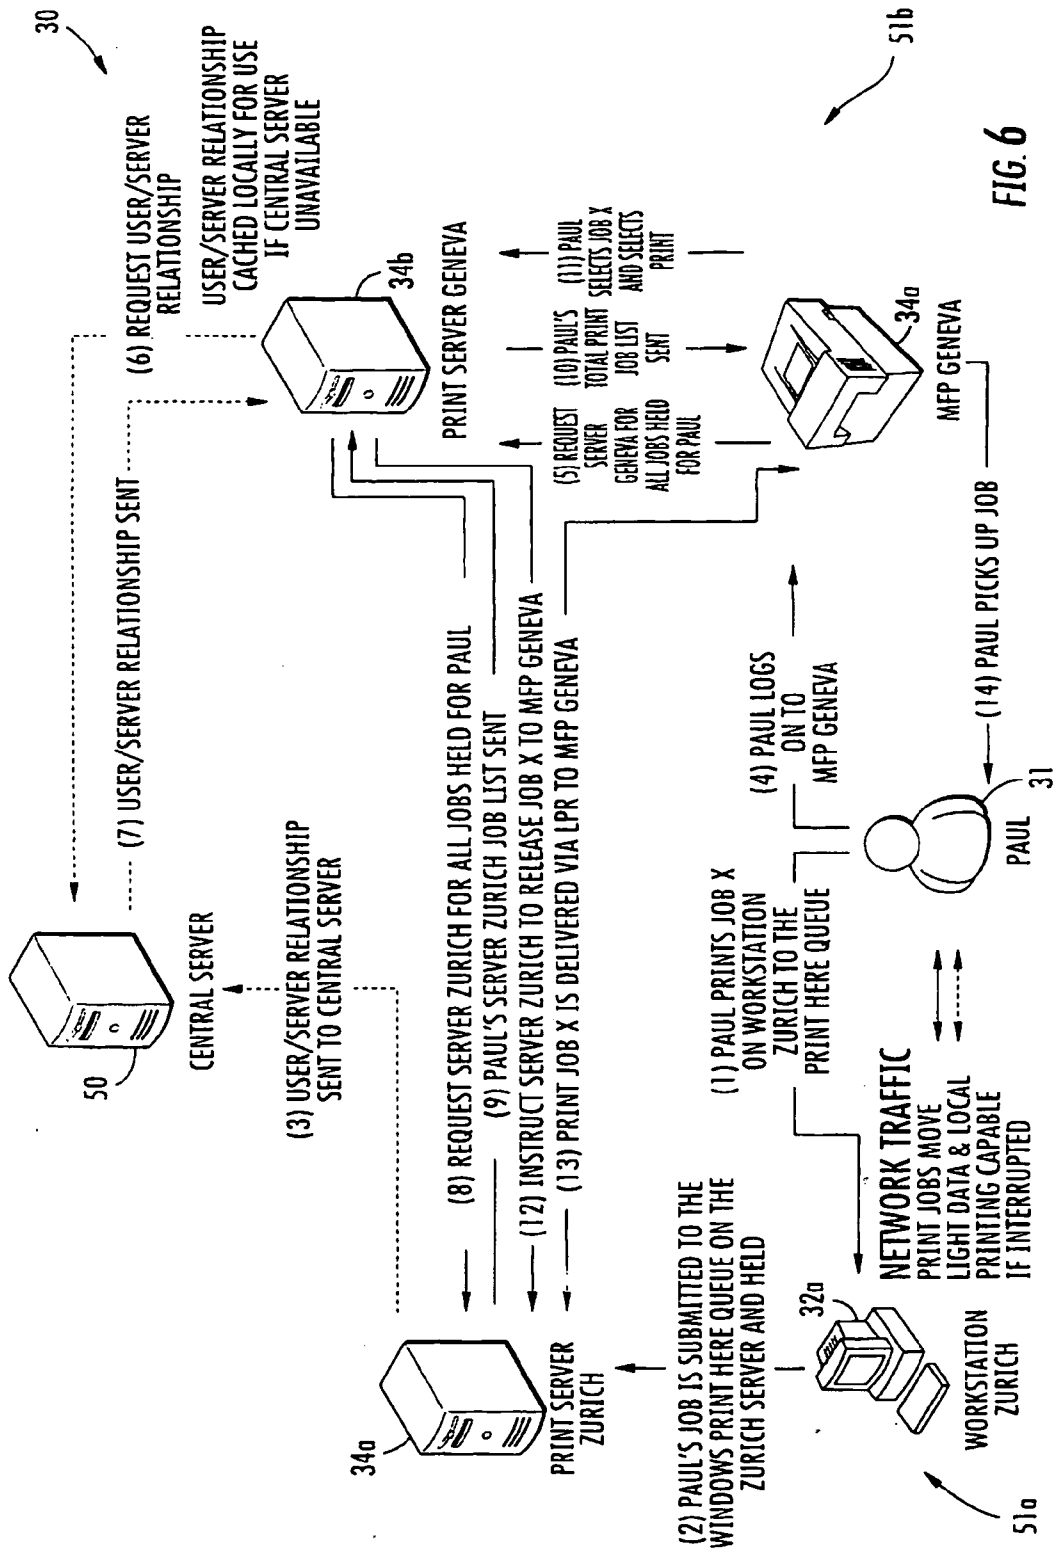 30
(6) REQUEST USER/SERVER
RELATIONSHIP
USER/SERVER RELATIONSHIP
CACHED LOCALLY FOR USE
IF CENTRAL SERVER
UNAVAILABLE
(7) USER/SERVER RELATIONSHIP SENT
50
CENTRAL SERVER
(3) USER/SERVER RELATIONSHIP
SENT TO CENTRAL SERVER
34b
PRINT SERVER GENEVA
34a
PRINT SERVER
ZURICH
(8) REQUEST SERVER ZURICH FOR ALL JOBS HELD FOR PAUL
(9) PAUL'S SERVER ZURICH JOB LIST SENT
(12) INSTRUCT SERVER ZURICH TO RELEASE JOB X TO MFP GENEVA
(13) PRINT JOB X IS DELIVERED VIA LPR TO MFP GENEVA
(5) REQUEST
SERVER
GENEVA FOR
ALL JOBS HELD
FOR PAUL
(10) PAUL'S
TOTAL PRINT
JOB LIST
SENT
(11) PAUL
SELECTS JOB X
AND SELECTS
PRINT
51b
(2) PAUL'S JOB IS SUBMITTED TO THE
WINDOWS PRINT HERE QUEUE ON THE
ZURICH SERVER AND HELD
(1) PAUL PRINTS JOB X
ON WORKSTATION
ZURICH TO THE
PRINT HERE QUEUE
(4) PAUL LOGS
ON TO
MFP GENEVA
34a
MFP GENEVA
32a
WORKSTATION
ZURICH
51a
NETWORK TRAFFIC
PRINT JOBS MOVE
LIGHT DATA & LOCAL
PRINTING CAPABLE
IF INTERRUPTED
31
PAUL
(14) PAUL PICKS UP JOB
FIG. 6